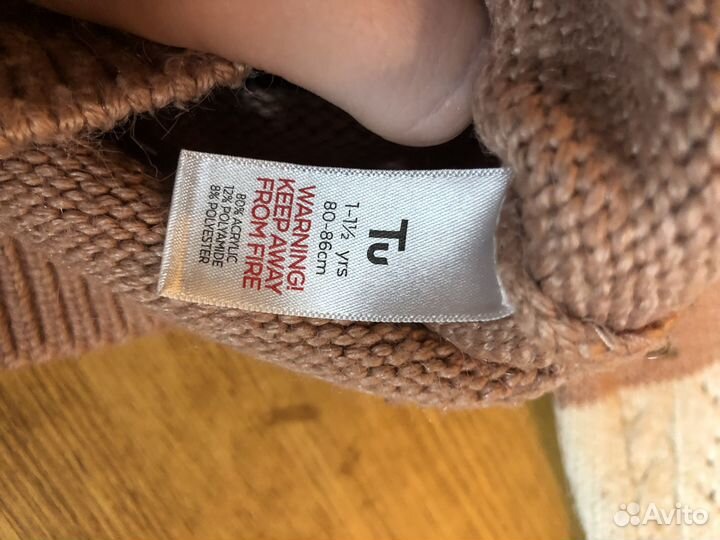 Tu
1-1½ yrs
80-86cm
WARNING!
KEEP AWAY
FROM FIRE
80% ACRYLIC
12% POLYAMIDE
8% POLYESTER
Avito